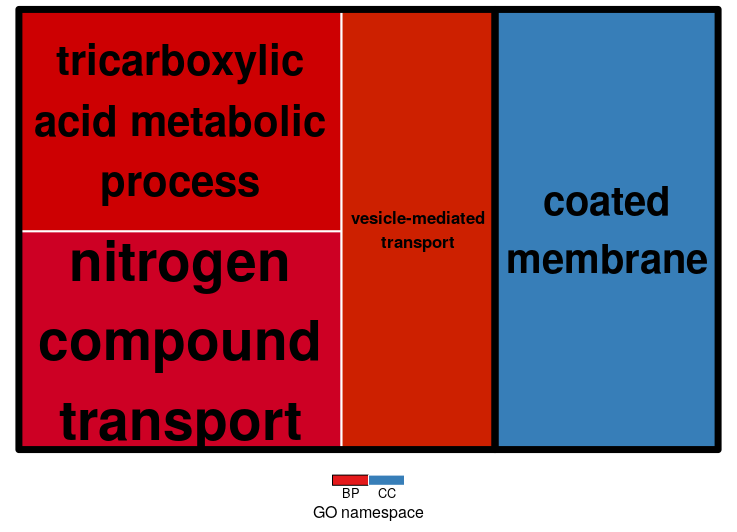 tricarboxylic
acid metabolic
process
nitrogen
compound
transport
vesicle-mediated
transport
coated
membrane
BP CC
GO namespace